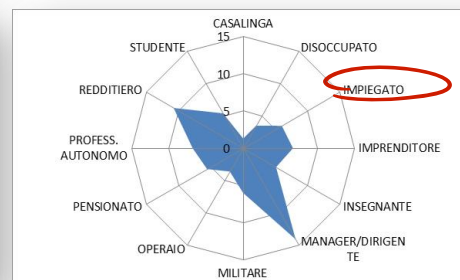 CASALINGA
15
STUDENTE
DISOCCUPATO
10
REDDITIERO
IMPIEGATO
5
PROFESS.
AUTONOMO
0
IMPRENDITORE
PENSIONATO
INSEGNANTE
OPERAIO
MANAGER/DIRIGEN
TE
MILITARE